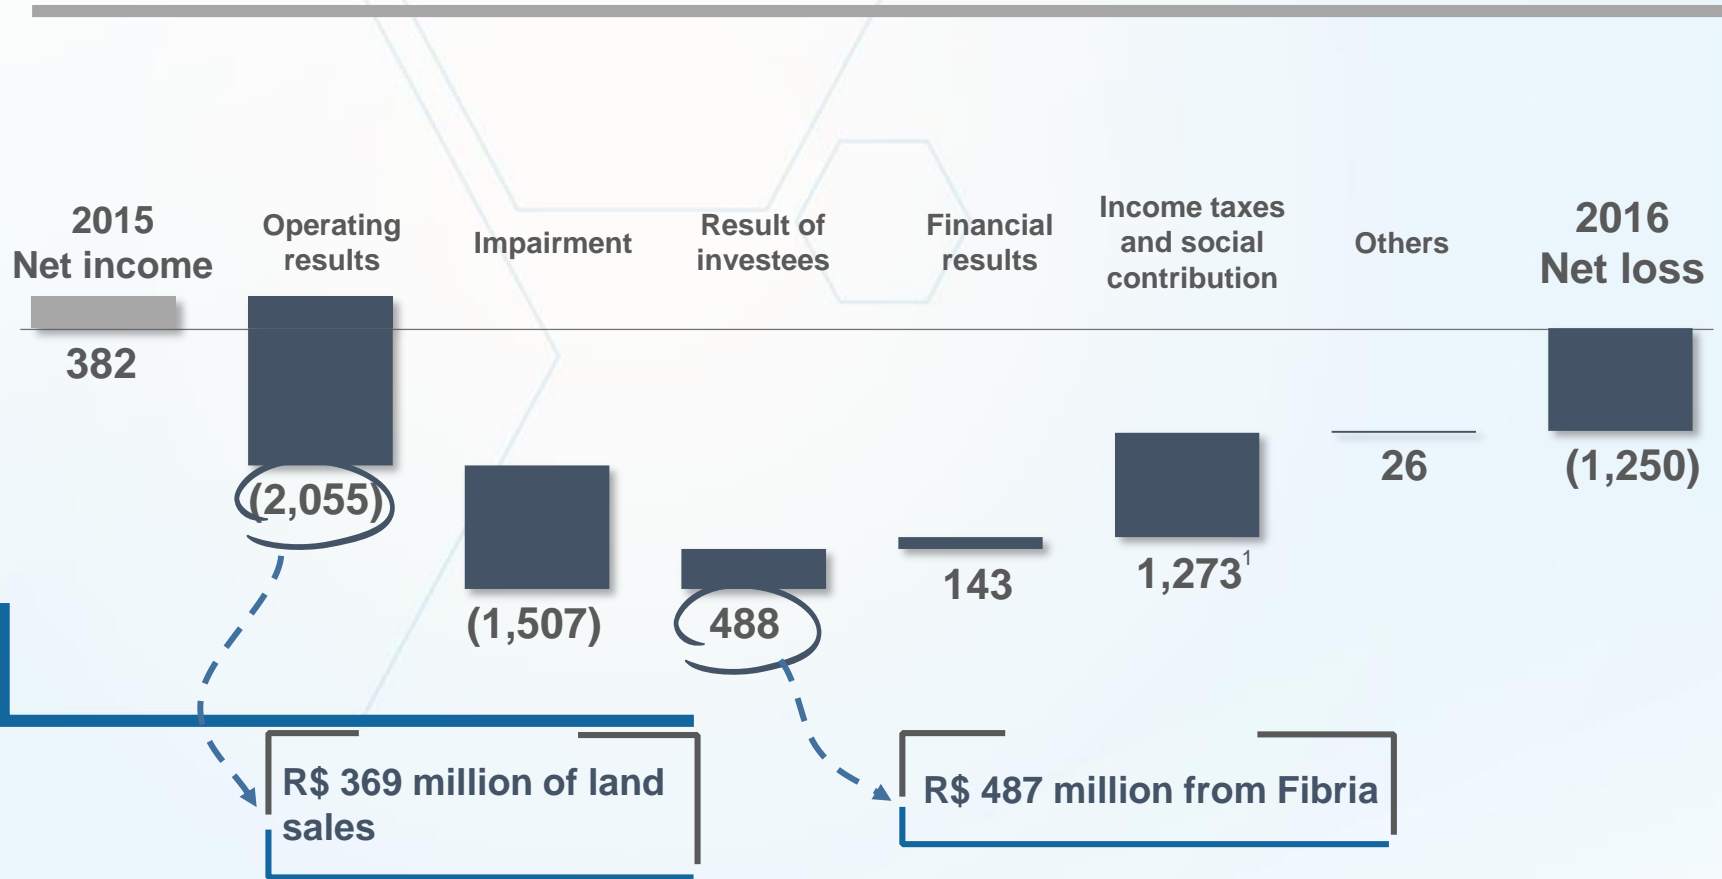 2015
Net income
Operating
results
Impairment
Result of
investees
Financial
results
Income taxes
and social
contribution
Others
2016
Net loss
382
(2,055)
(1,507)
488
143
1,273¹
26
(1,250)
R$ 369 million of land
sales
R$ 487 million from Fibria